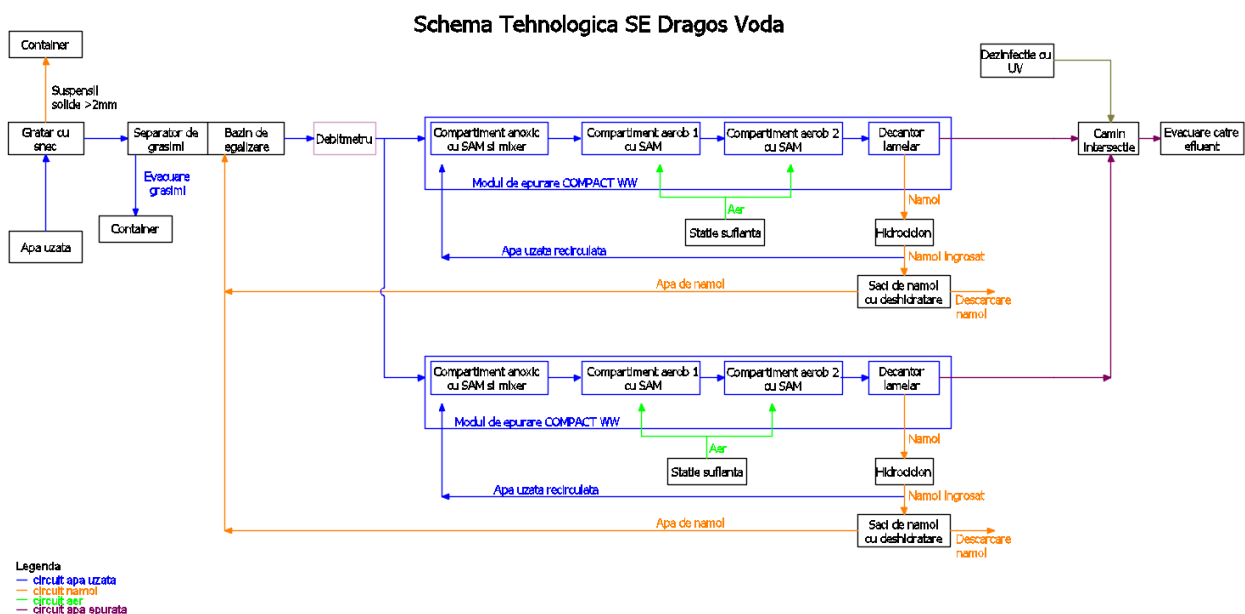 Schema Tehnologica SE Dragos Voda
Container
Suspensii
solide >2mm
Gratar cu
snec
Separator de
grasimi
Bazin de
egalizare
Debitmetru
Evacuare
grasimi
Container
Apa uzata
Compartiment anoxic
cu SAM si mixer
Compartiment aerob 1
cu SAM
Compartiment aerob 2
cu SAM
Decantor
lamelar
Modul de epurare COMPACT WW
Dezinfectie cu
UV
Camin
intersectie
Evacuare catre
efluent
Namol
Aer
Statie suflanta
Hidrociclon
Apa uzata recirculata
Namol ingrosat
Apa de namol
Saci de namol
cu deshidratare
Descarcare
namol
Compartiment anoxic
cu SAM si mixer
Compartiment aerob 1
cu SAM
Compartiment aerob 2
cu SAM
Decantor
lamelar
Modul de epurare COMPACT WW
Namol
Aer
Statie suflanta
Hidrociclon
Apa uzata recirculata
Namol ingrosat
Apa de namol
Saci de namol
cu deshidratare
Descarcare
namol
Legenda
circuit apa uzata
circuit namol
circuit aer
circuit apa epurata